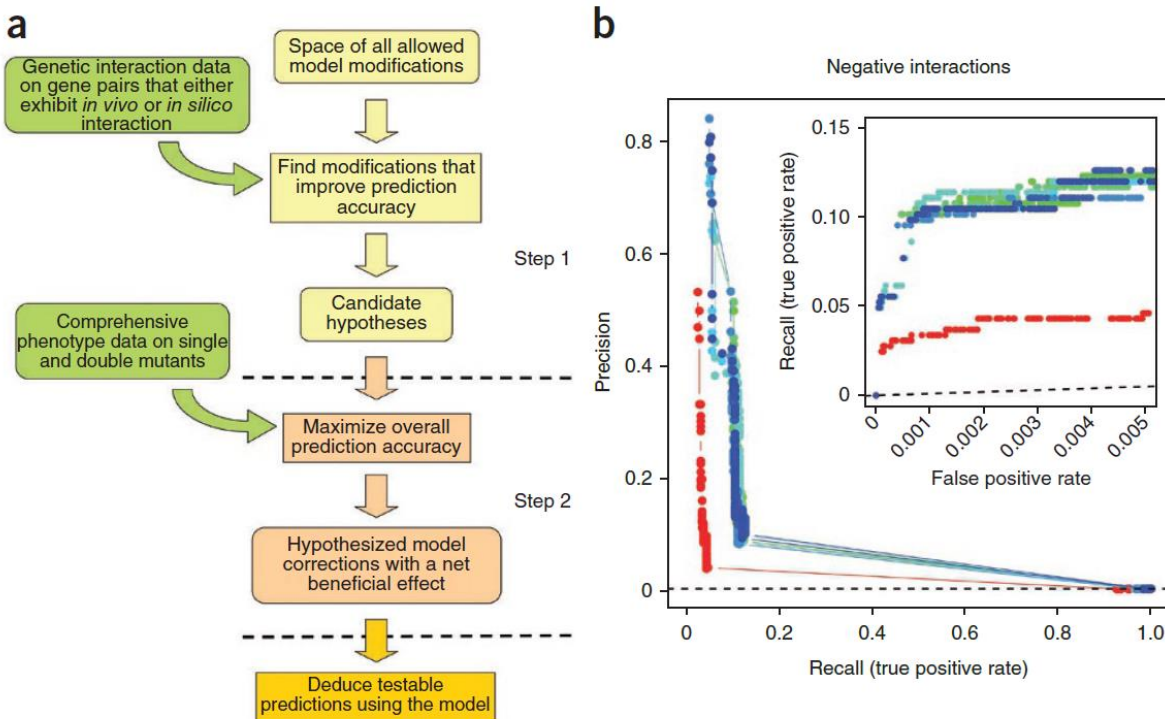 a
Space of all allowed
model modifications
Genetic interaction data
on gene pairs that either
exhibit in vivo or in silico
interaction
Find modifications that
improve prediction
accuracy
Step 1
Candidate
hypotheses
Comprehensive
phenotype data on single
and double mutants
Maximize overall
prediction accuracy
Step 2
Hypothesized model
corrections with a net
beneficial effect
Deduce testable
predictions using the model
b
Negative interactions
Precision
0.8
0.6
0.4
0.2
0
0
0.2
0.4
0.6
0.8
1.0
Recall (true positive rate)
Recall (true positive rate)
0.15
0.10
0.05
0
0
0.001
0.002
0.003
0.004
0.005
False positive rate